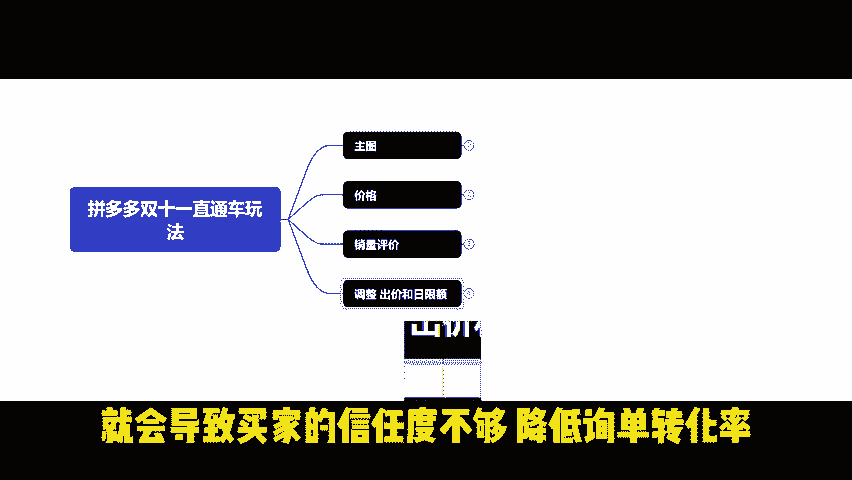 拼多多双十一直通车玩
法
主图
价格
销量评价
调整 出价和日限额
出价
就会导致买家的信任度不够 降低询单转化率